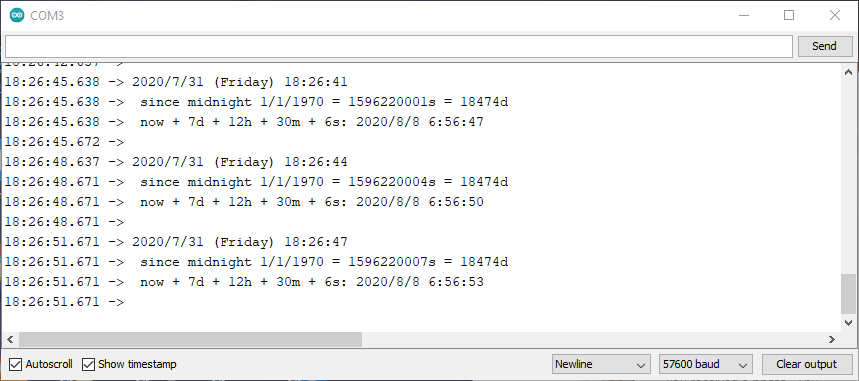 COM3
Send
18:26:42.637 ->
18:26:45.638 -> 2020/7/31 (Friday) 18:26:41
18:26:45.638 ->  since midnight 1/1/1970 = 1596220001s = 18474d
18:26:45.638 ->  now + 7d + 12h + 30m + 6s: 2020/8/8 6:56:47
18:26:45.672 ->
18:26:48.637 -> 2020/7/31 (Friday) 18:26:44
18:26:48.671 ->  since midnight 1/1/1970 = 1596220004s = 18474d
18:26:48.671 ->  now + 7d + 12h + 30m + 6s: 2020/8/8 6:56:50
18:26:48.671 ->
18:26:51.671 -> 2020/7/31 (Friday) 18:26:47
18:26:51.671 ->  since midnight 1/1/1970 = 1596220007s = 18474d
18:26:51.671 ->  now + 7d + 12h + 30m + 6s: 2020/8/8 6:56:53
18:26:51.671 ->
Autoscroll Show timestamp Newline 57600 baud Clear output